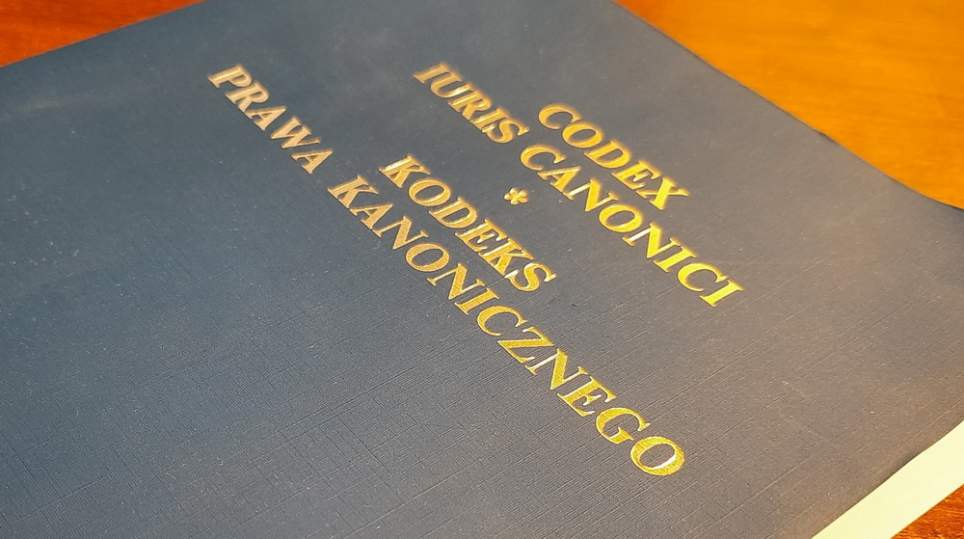 CODEX
IURIS CANONICI
*
KODEKS
PRAWA KANONICZNEGO